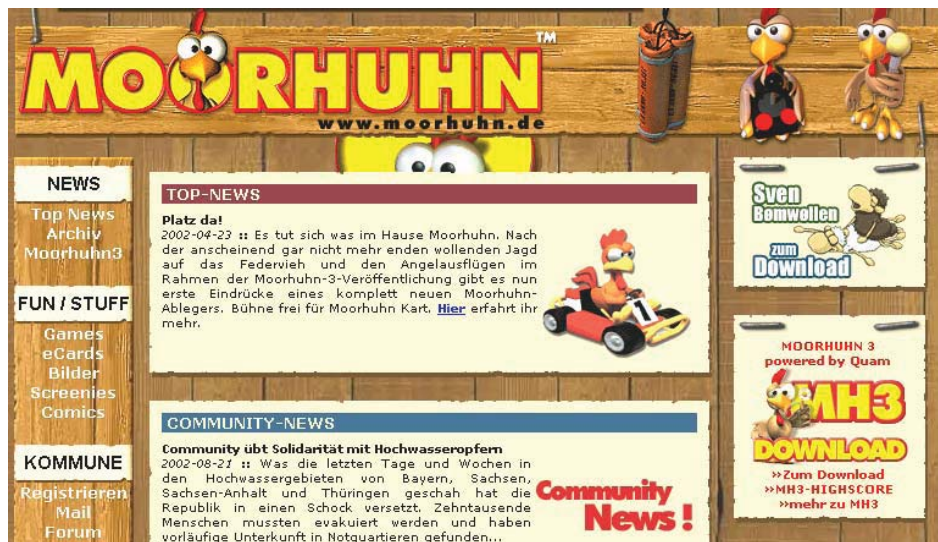 MOORHUHN™
www.moorhuhn.de
NEWS
Top News
Archiv
Moorhuhn3
FUN / STUFF
Games
eCards
Bilder
Screenies
Comics
KOMMUNE
Registrieren
Mail
Forum
TOP-NEWS
Platz da!
2002-04-23 :: Es tut sich was im Hause Moorhuhn. Nach
der anscheinend gar nicht mehr enden wollenden Jagd
auf das Federvieh und den Angelausflügen im
Rahmen der Moorhuhn-3-Veröffentlichung gibt es nun
erste Eindrücke eines komplett neuen Moorhuhn-
Ablegers. Bühne frei für Moorhuhn Kart. Hier erfahrt ihr
mehr.
1
COMMUNITY-NEWS
Community übt Solidarität mit Hochwasseropfern
2002-08-21 :: Was die letzten Tage und Wochen in
den Hochwassergebieten von Bayern, Sachsen,
Sachsen-Anhalt und Thüringen geschah hat die
Republik in einen Schock versetzt. Zehntausende
Menschen mussten evakuiert werden und haben
vorläufige Unterkunft in Notquartieren gefunden...
Community
News!
Sven
Bømwøllen
zum
Download
MOORHUHN 3
powered by Quam
MH3
DOWNLOAD
»Zum Download
»MH3-HIGHSCORE
»mehr zu MH3